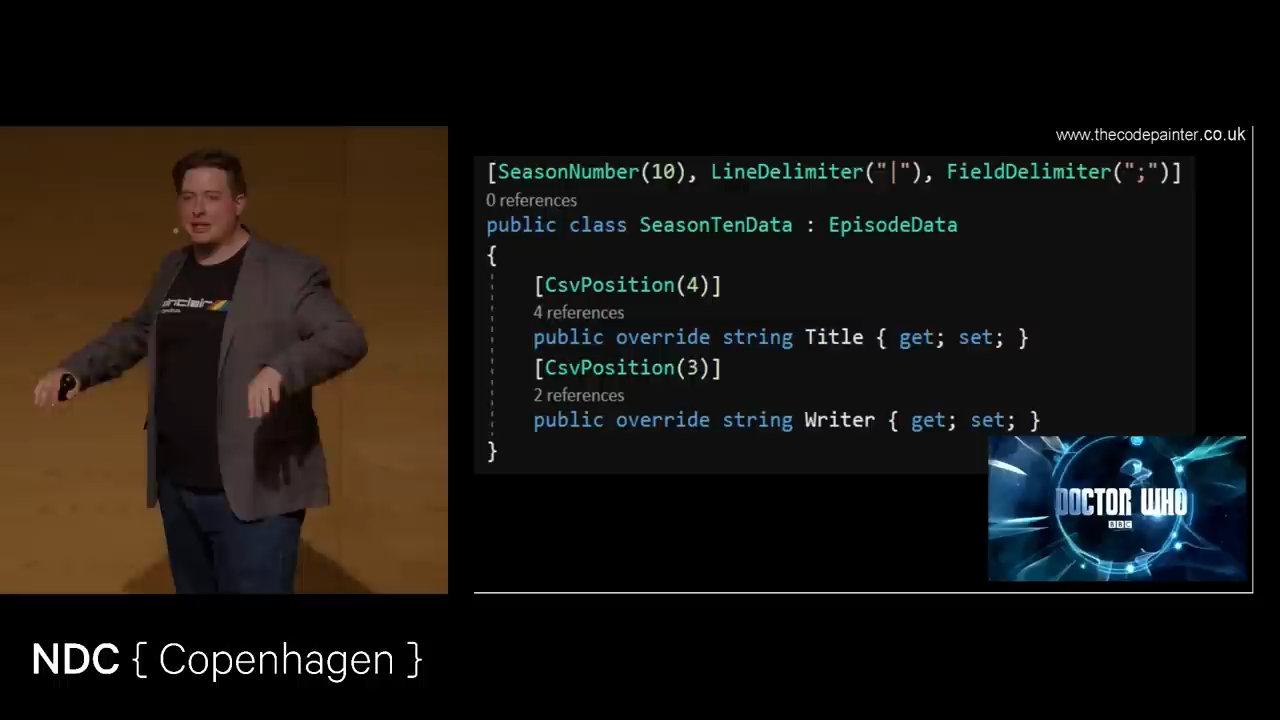 www.thecodepainter.co.uk
[SeasonNumber(10), LineDelimiter("|"), FieldDelimiter(";")]
0 references
public class SeasonTenData : EpisodeData
{
[CsvPosition(4)]
4 references
public override string Title { get; set; }
[CsvPosition(3)]
2 references
public override string Writer { get; set; }
}
DOCTOR WHO
BBC
NDC { Copenhagen }